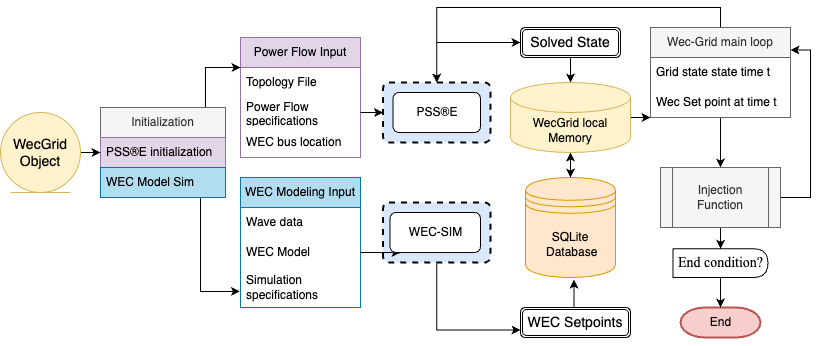 WecGrid
Object
Initialization
PSS®E initialization
WEC Model Sim
Power Flow Input
Topology File
Power Flow
specifications
WEC bus location
WEC Modeling Input
Wave data
WEC Model
Simulation
specifications
PSS®E
WEC-SIM
Solved State
WecGrid local
Memory
SQLite
Database
WEC Setpoints
Wec-Grid main loop
Grid state state time t
Wec Set point at time t
Injection
Function
End condition?
End